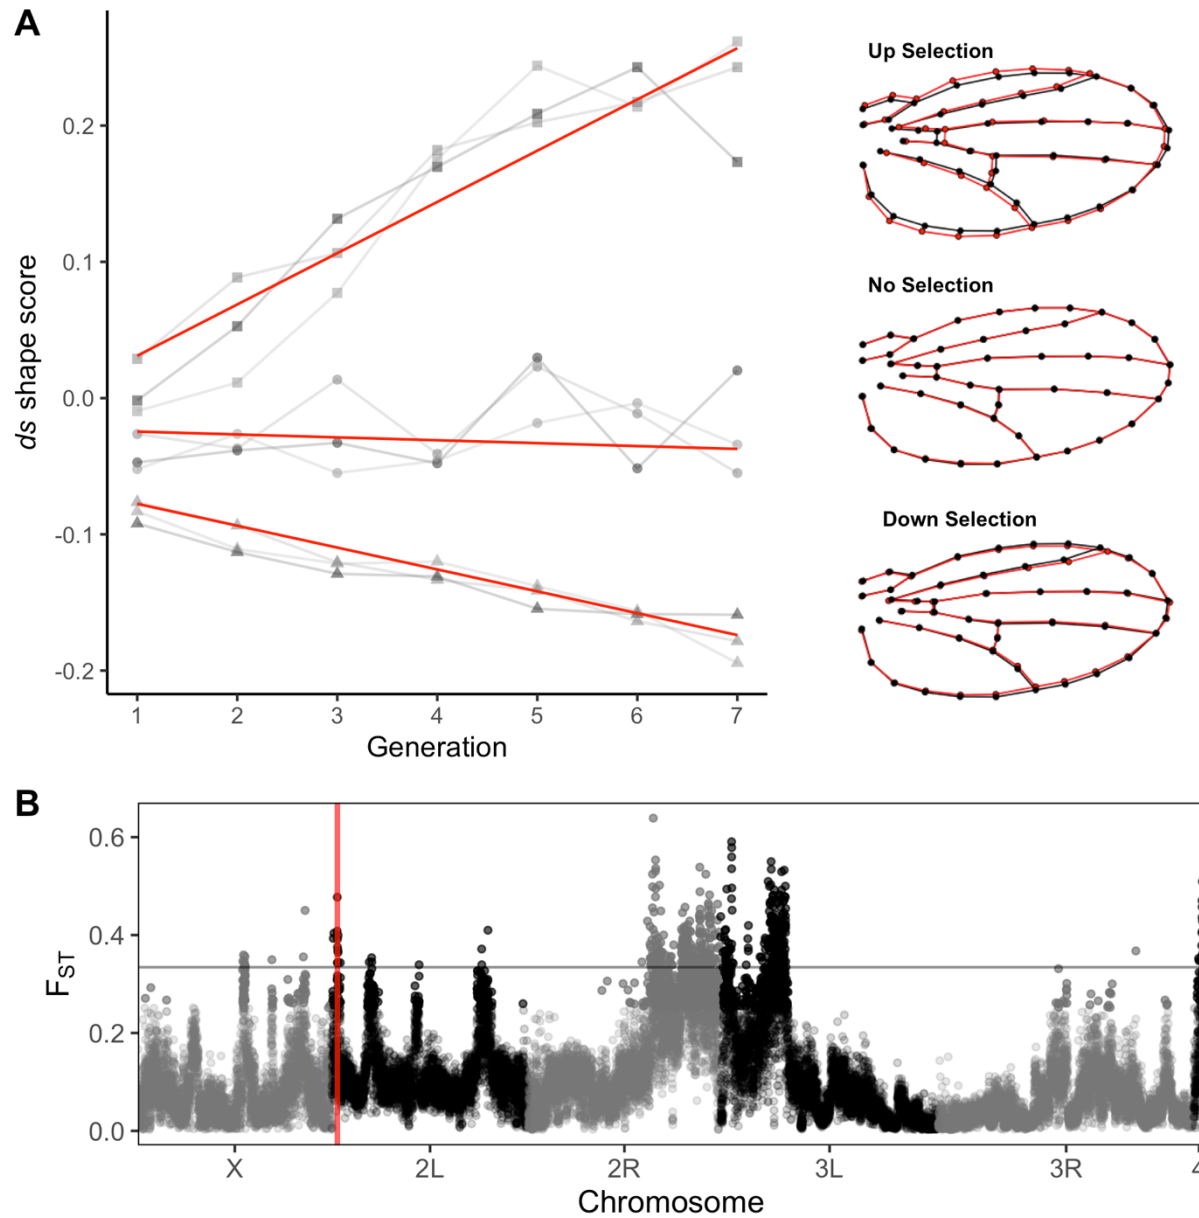 A
Up Selection
0.2
0.1
0.0
-0.1
-0.2
ds shape score
No Selection
Down Selection
1 2 3 4 5 6 7
Generation
B
0.6
0.4
0.2
0.0
FST
X 2L 2R 3L 3R 4
Chromosome